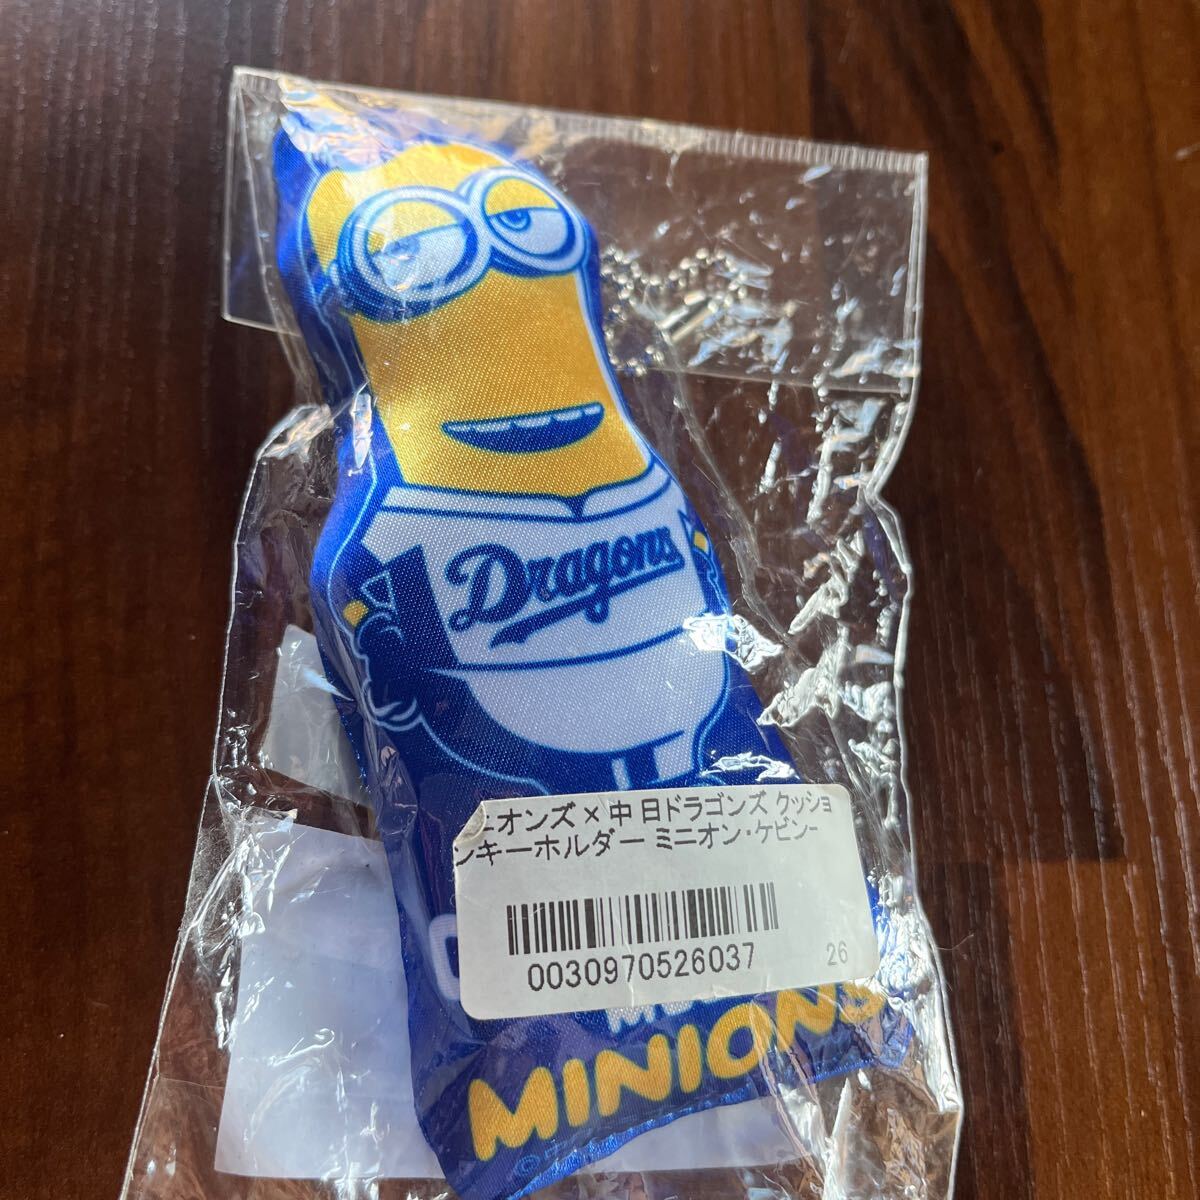 Dragons
ニオンズ×中日ドラゴンズ クッショ
ンキーホルダー ミニオン・ケビン-
0030970526037
26
MINIONS